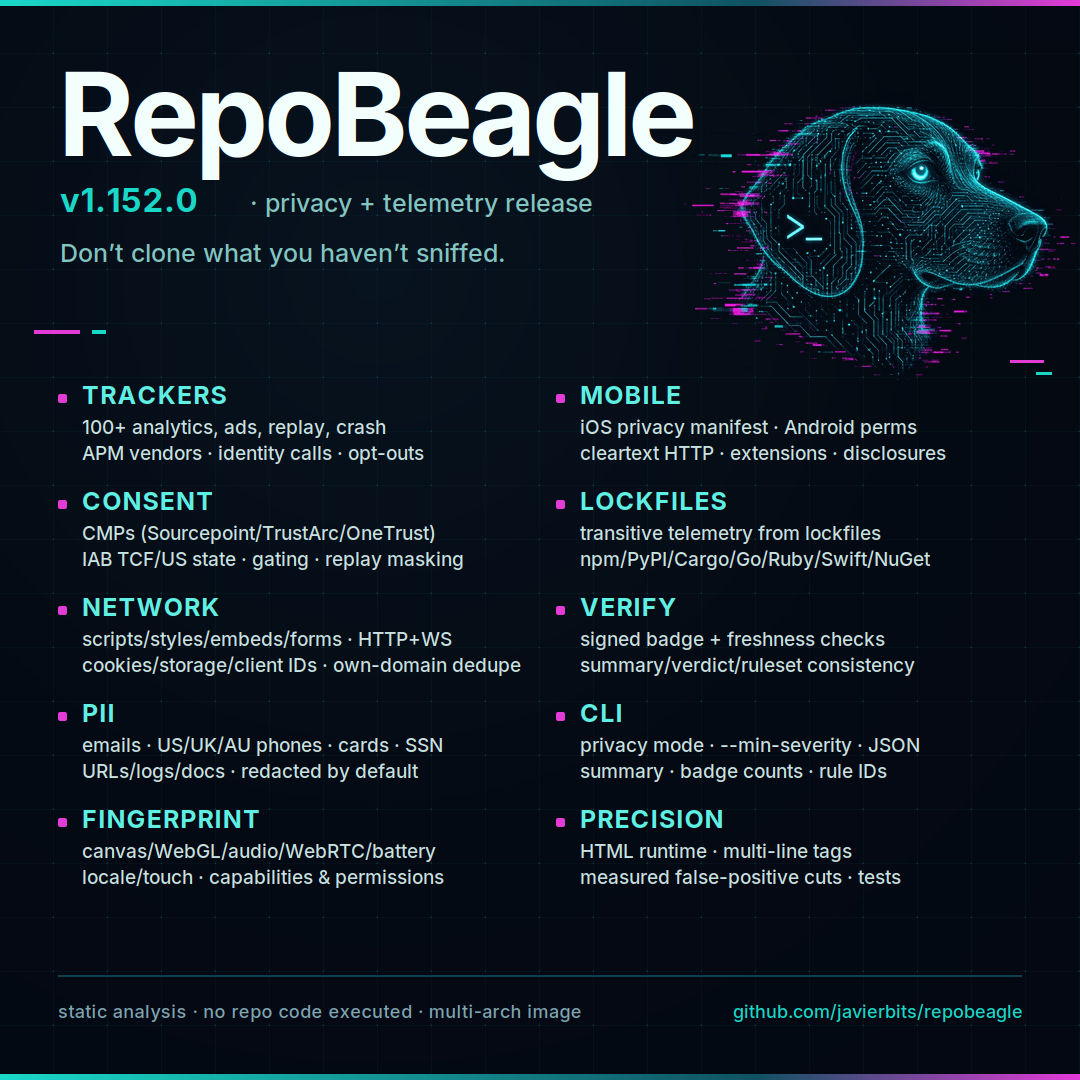 RepoBeagle
v1.152.0 · privacy + telemetry release
Don’t clone what you haven’t sniffed.
>_
TRACKERS
100+ analytics, ads, replay, crash
APM vendors · identity calls · opt-outs
CONSENT
CMPs (Sourcepoint/TrustArc/OneTrust)
IAB TCF/US state · gating · replay masking
NETWORK
scripts/styles/embeds/forms · HTTP+WS
cookies/storage/client IDs · own-domain dedupe
PII
emails · US/UK/AU phones · cards · SSN
URLs/logs/docs · redacted by default
FINGERPRINT
canvas/WebGL/audio/WebRTC/battery
locale/touch · capabilities & permissions
MOBILE
iOS privacy manifest · Android perms
cleartext HTTP · extensions · disclosures
LOCKFILES
transitive telemetry from lockfiles
npm/PyPI/Cargo/Go/Ruby/Swift/NuGet
VERIFY
signed badge + freshness checks
summary/verdict/ruleset consistency
CLI
privacy mode · --min-severity · JSON
summary · badge counts · rule IDs
PRECISION
HTML runtime · multi-line tags
measured false-positive cuts · tests
static analysis · no repo code executed · multi-arch image
github.com/javierbits/repobeagle